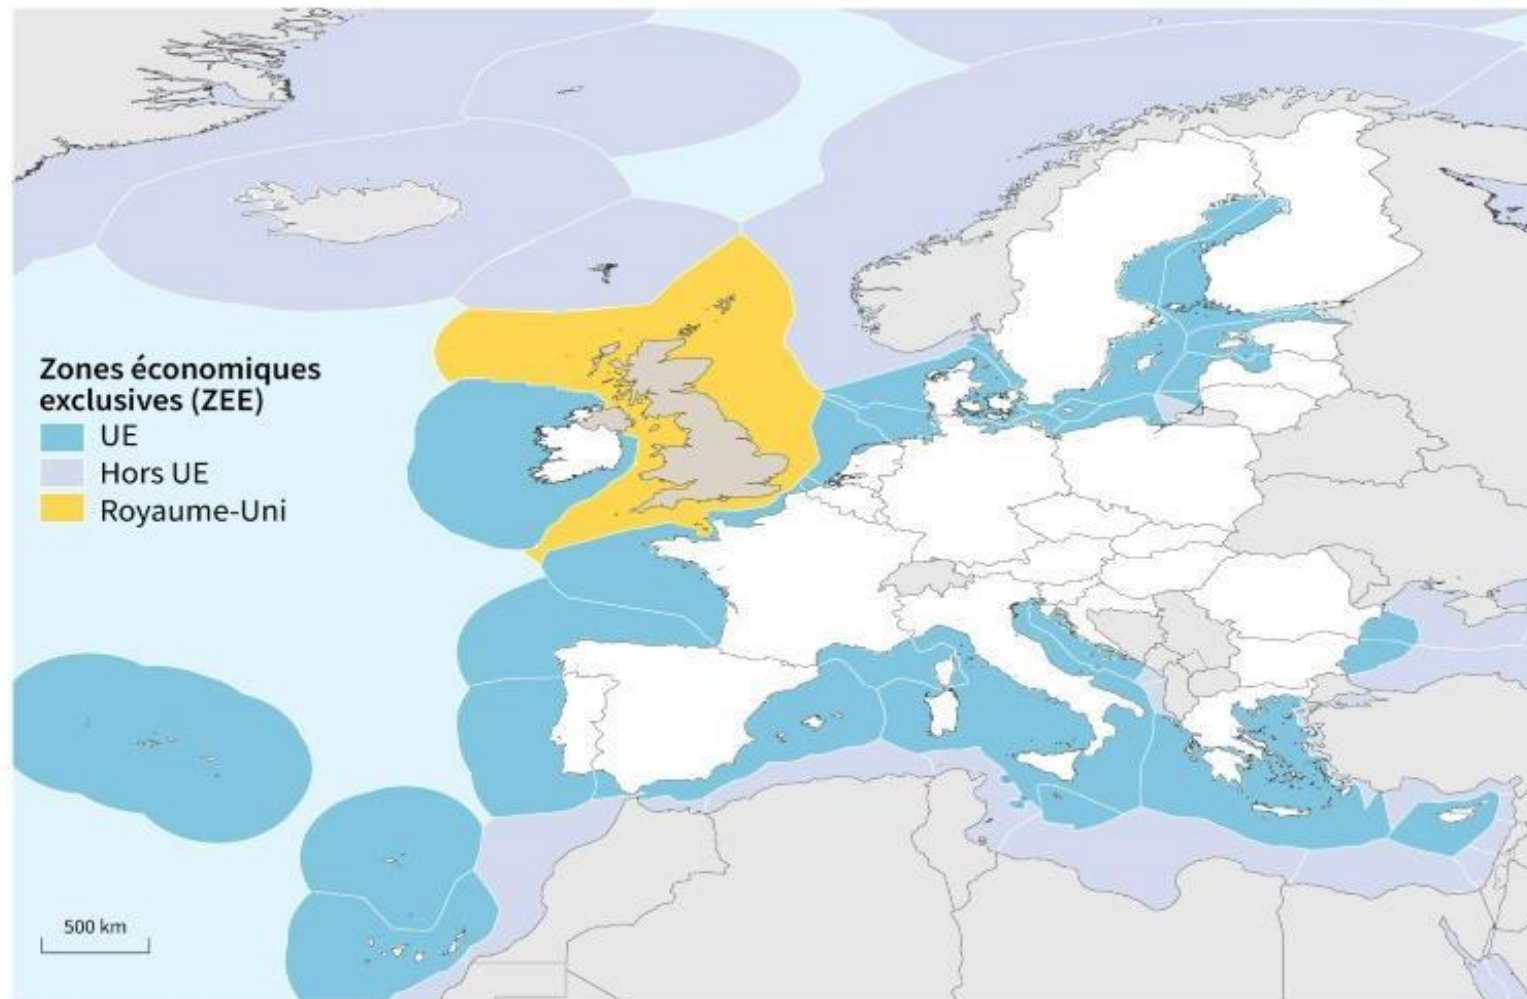 Zones économiques
exclusives (ZEE)
UE
Hors UE
Royaume-Uni
500 km